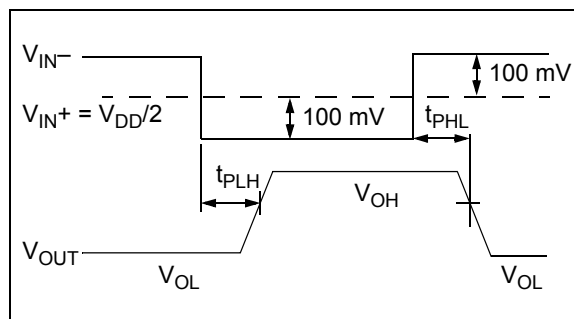 V_IN–
100 mV
V_IN+ = V_DD/2
100 mV
t_PHL
t_PLH
V_OH
V_OUT
V_OL
V_OL